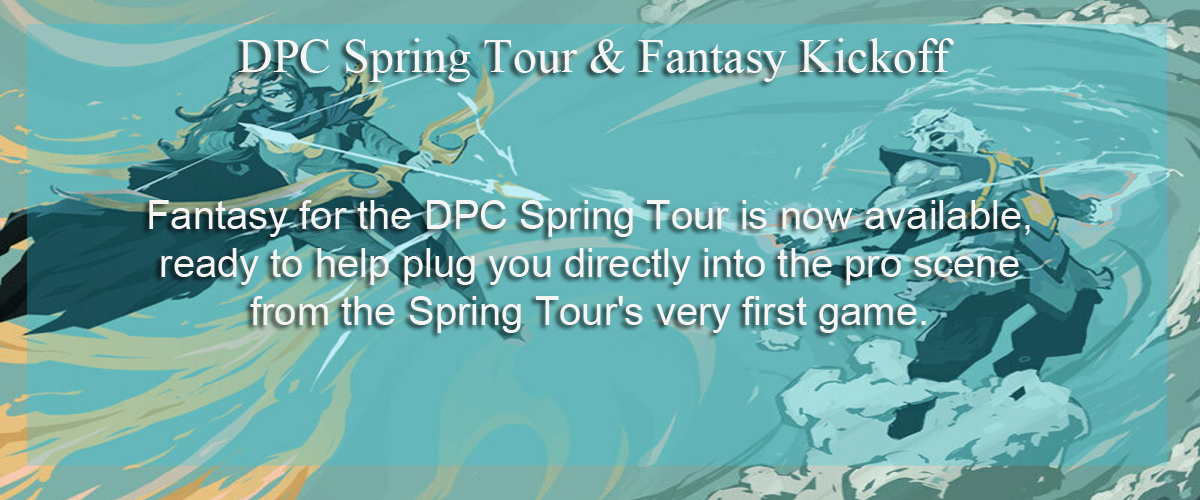 DPC Spring Tour & Fantasy Kickoff
Fantasy for the DPC Spring Tour is now available,
ready to help plug you directly into the pro scene
from the Spring Tour's very first game.